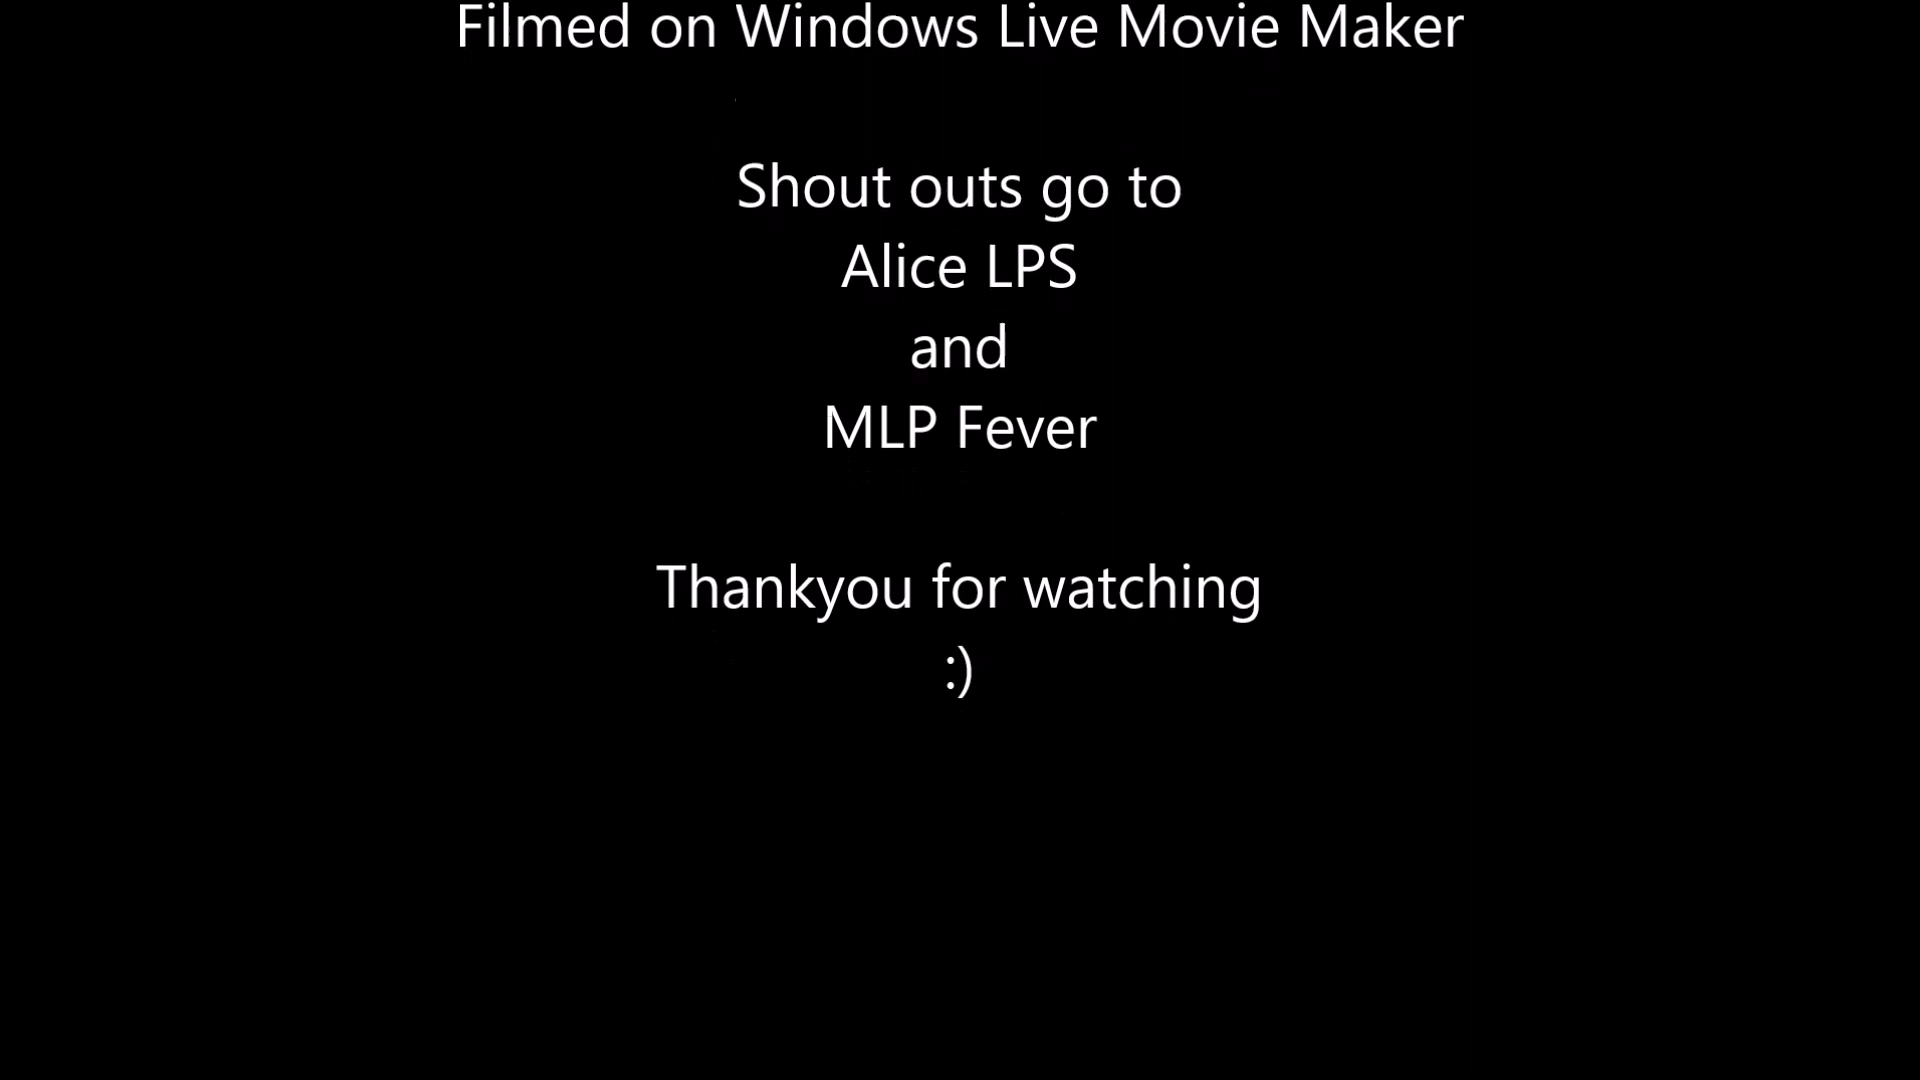 Filmed on Windows Live Movie Maker
Shout outs go to
Alice LPS
and
MLP Fever
Thankyou for watching
:)